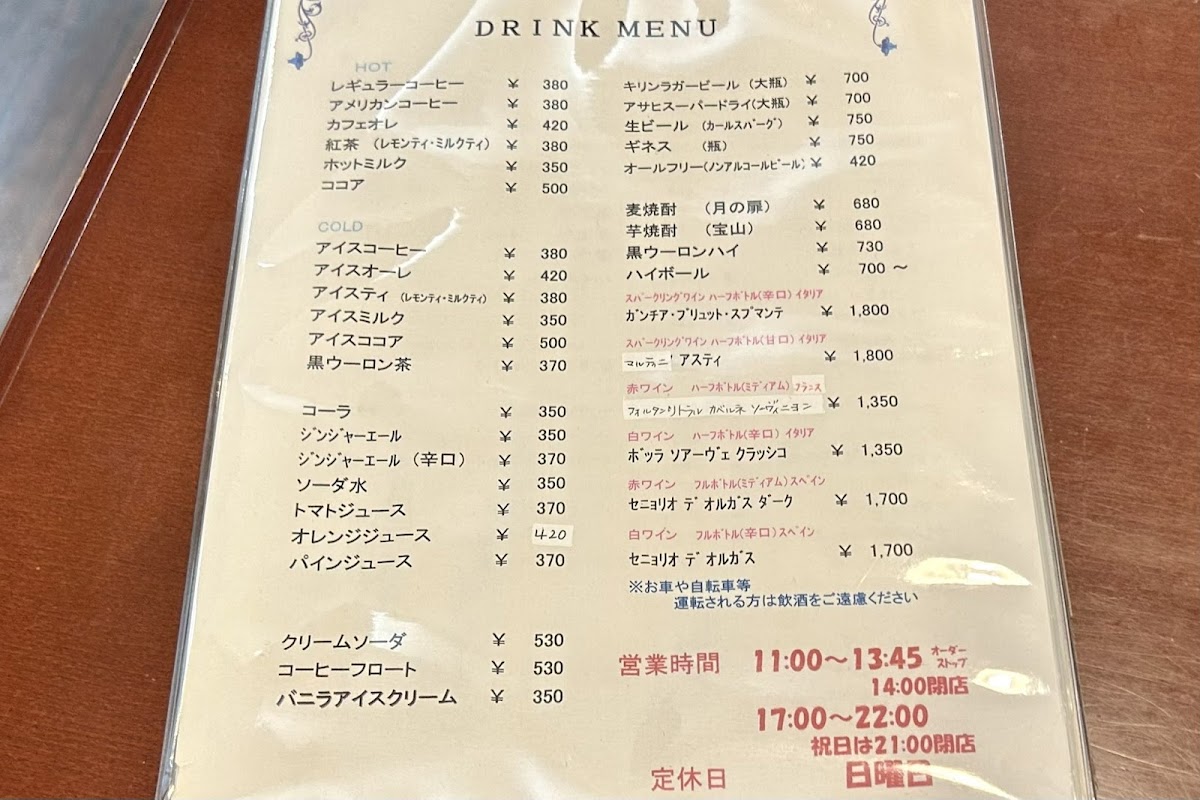 DRINK MENU
HOT
レギュラーコーヒー ¥ 380
アメリカンコーヒー ¥ 380
カフェオレ ¥ 420
紅茶 (レモンティ・ミルクティ) ¥ 380
ホットミルク ¥ 350
ココア ¥ 500
COLD
アイスコーヒー ¥ 380
アイスオーレ ¥ 420
アイスティ (レモンティ・ミルクティ) ¥ 380
アイスミルク ¥ 350
アイスココア ¥ 500
黒ウーロン茶 ¥ 370
コーラ ¥ 350
ジンジャーエール ¥ 350
ジンジャーエール (辛口) ¥ 370
ソーダ水 ¥ 350
トマトジュース ¥ 370
オレンジジュース ¥ 420
パインジュース ¥ 370
クリームソーダ ¥ 530
コーヒーフロート ¥ 530
バニラアイスクリーム ¥ 350
キリンラガービール (大瓶) ¥ 700
アサヒスーパードライ(大瓶) ¥ 700
生ビール (カールスバーグ) ¥ 750
ギネス (瓶) ¥ 750
オールフリー(ノンアルコールビール) ¥ 420
麦焼酎 (月の扉) ¥ 680
芋焼酎 (宝山) ¥ 680
黒ウーロンハイ ¥ 730
ハイボール ¥ 700 ～
スパークリングワイン ハーフボトル(辛口) イタリア
ガンチア・ブリュット・スプマンテ ¥ 1,800
スパークリングワイン ハーフボトル(甘口) イタリア
マルティニ アスティ ¥ 1,800
赤ワイン ハーフボトル(ミディアム) フランス
フォルタン リトラル カベルネ ソーヴィニヨン ¥ 1,350
白ワイン ハーフボトル(辛口) イタリア
ボッラ ソアーヴェ クラッシコ ¥ 1,350
赤ワイン フルボトル(ミディアム) スペイン
セニョリオ デ オルガス ダーク ¥ 1,700
白ワイン フルボトル(辛口) スペイン
セニョリオ デ オルガス ¥ 1,700
※お車や自転車等
運転される方は飲酒をご遠慮ください
営業時間 11:00～13:45 オーダーストップ
14:00閉店
17:00～22:00
祝日は21:00閉店
定休日 日曜日